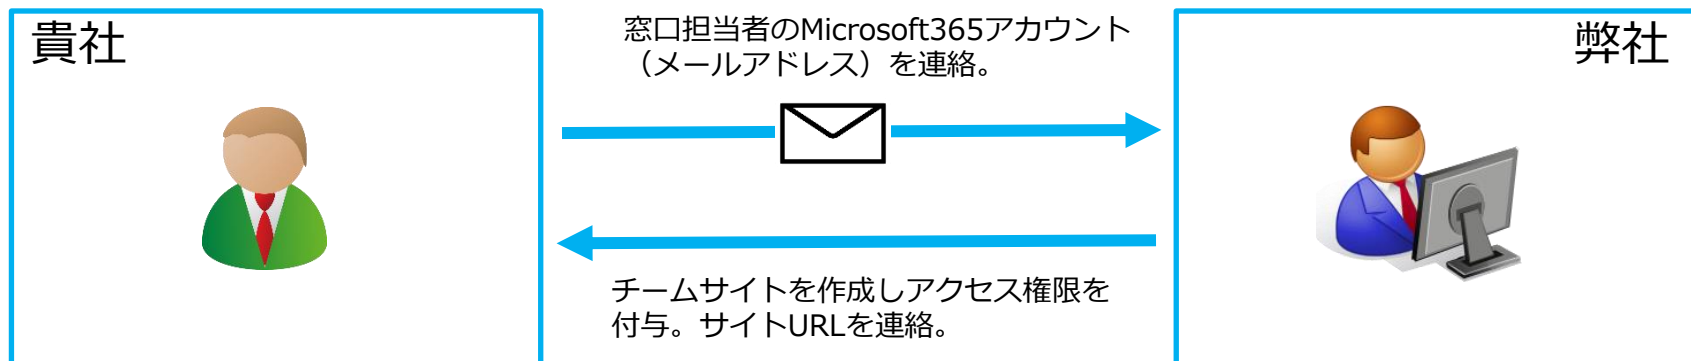 貴社
窓口担当者のMicrosoft365アカウント
（メールアドレス）を連絡。
弊社
チームサイトを作成しアクセス権限を
付与。サイトURLを連絡。